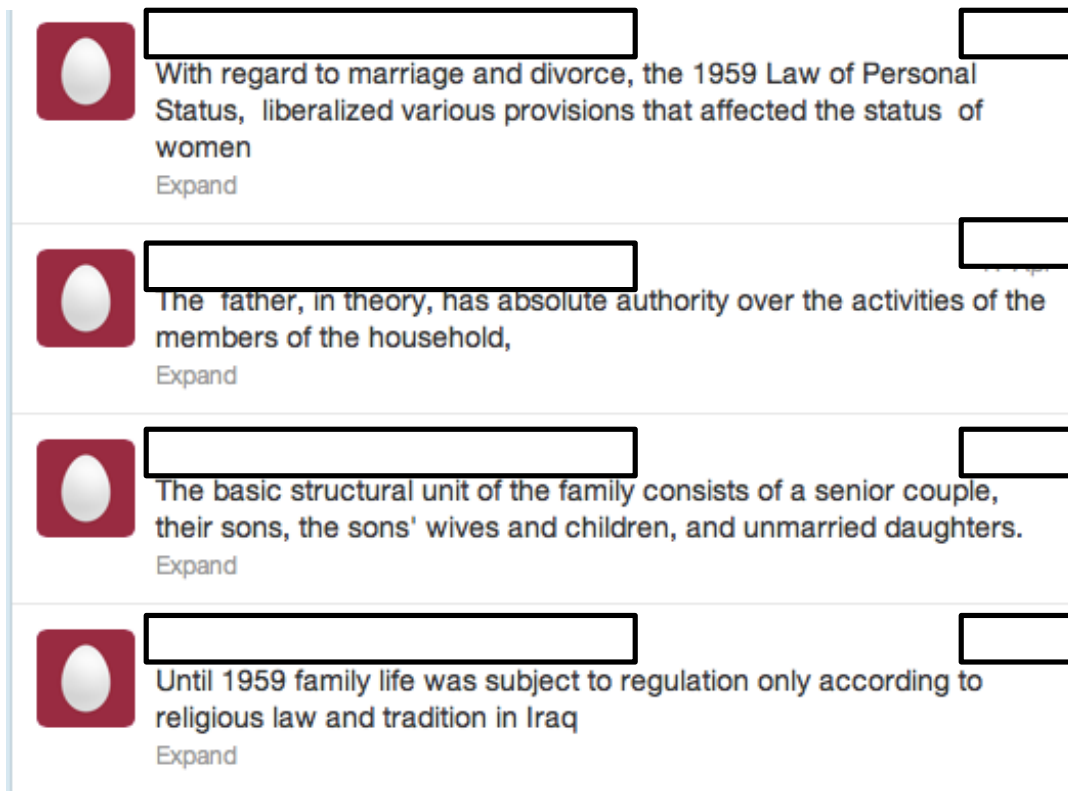 With regard to marriage and divorce, the 1959 Law of Personal
Status,  liberalized various provisions that affected the status  of
women
Expand
The  father, in theory, has absolute authority over the activities of the
members of the household,
Expand
The basic structural unit of the family consists of a senior couple,
their sons, the sons' wives and children, and unmarried daughters.
Expand
Until 1959 family life was subject to regulation only according to
religious law and tradition in Iraq
Expand